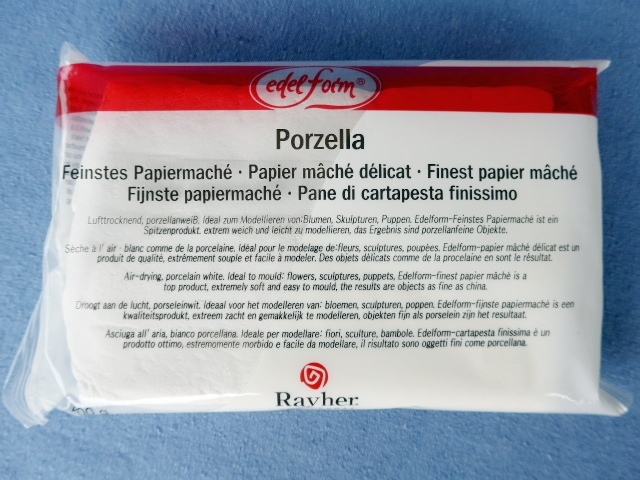 edelform®
Porzella
Feinstes Papiermaché · Papier mâché délicat · Finest papier mâché
Fijnste papiermaché · Pane di cartapesta finissimo
Lufttrocknend, porzellanweiß. Ideal zum Modellieren von:Blumen, Skulpturen, Puppen. Edelform-Feinstes Papiermaché ist ein
Spitzenprodukt. extrem weich und leicht zu modellieren, das Ergebnis sind porzellanfeine Objekte.
Sèche à l' air · blanc comme de la porcelaine. Idéal pour le modelage de:fleurs, sculptures, poupées. Edelform-papier mâché délicat est un
produit de qualité, extrêmement souple et facile à modeler. Des objets délicats comme de la procelaine en sont le résultat.
Air-drying, porcelain white. Ideal to mould: flowers, sculptures, puppets, Edelform-finest papier mâché is a
top product, extremely soft and easy to mould, the results are objects as fine as china.
Droogt aan de lucht, porseleinwit. Ideaal voor het modelleren van: bloemen, sculpturen, poppen. Edelform-fijnste papiermaché is een
kwaliteitsprodukt, extreem zacht en gemakkelijk te modelleren, objekten fijn als porselein zijn het resultaat.
Asciuga all' aria, bianco porcellana. Ideale per modellare: fiori, sculture, bambole. Edelform-cartapesta finissima è un
prodotto ottimo, estremomente morbido e facile da modellare, il risultato sono oggetti fini come porcellana.
Rayher